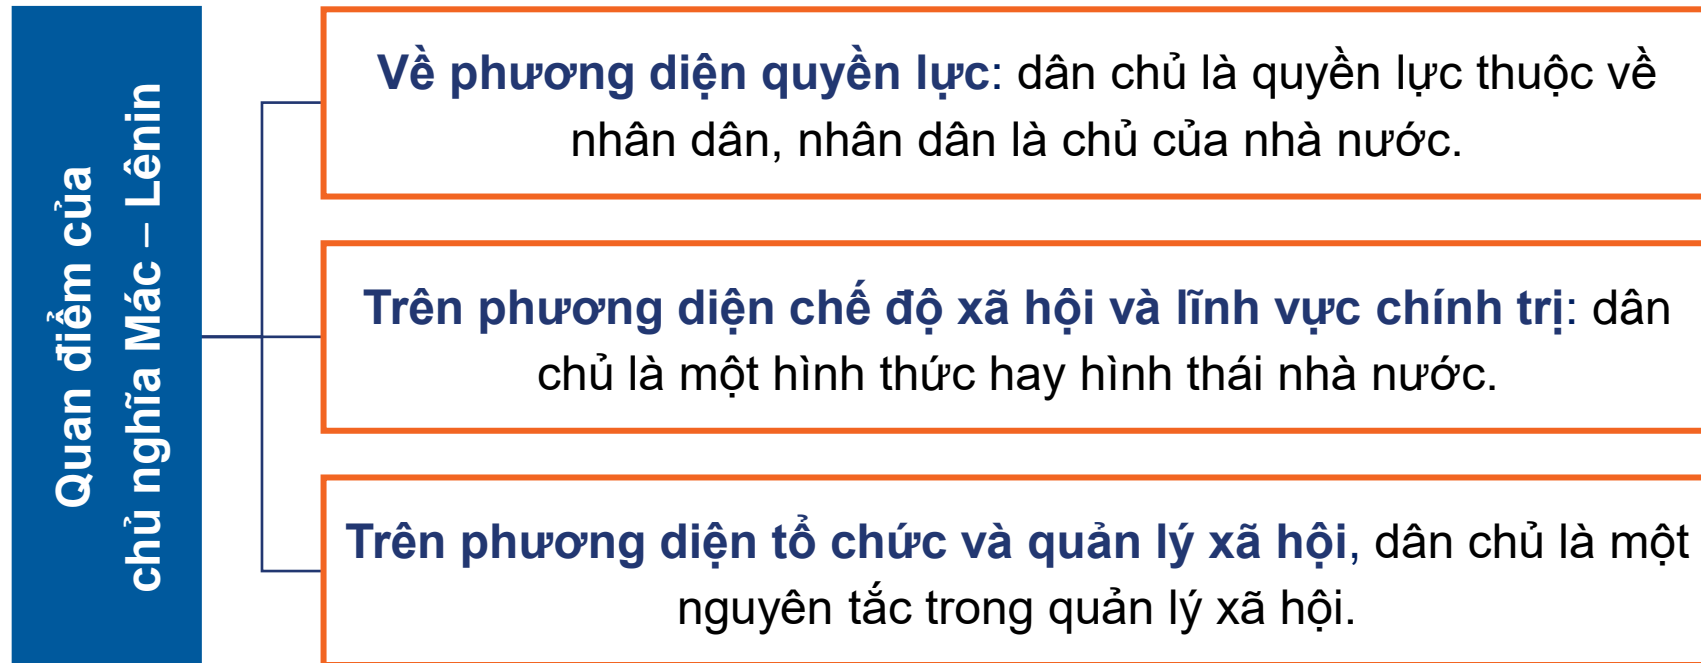 Quan điểm của
chủ nghĩa Mác – Lênin
Về phương diện quyền lực: dân chủ là quyền lực thuộc về
nhân dân, nhân dân là chủ của nhà nước.
Trên phương diện chế độ xã hội và lĩnh vực chính trị: dân
chủ là một hình thức hay hình thái nhà nước.
Trên phương diện tổ chức và quản lý xã hội, dân chủ là một
nguyên tắc trong quản lý xã hội.